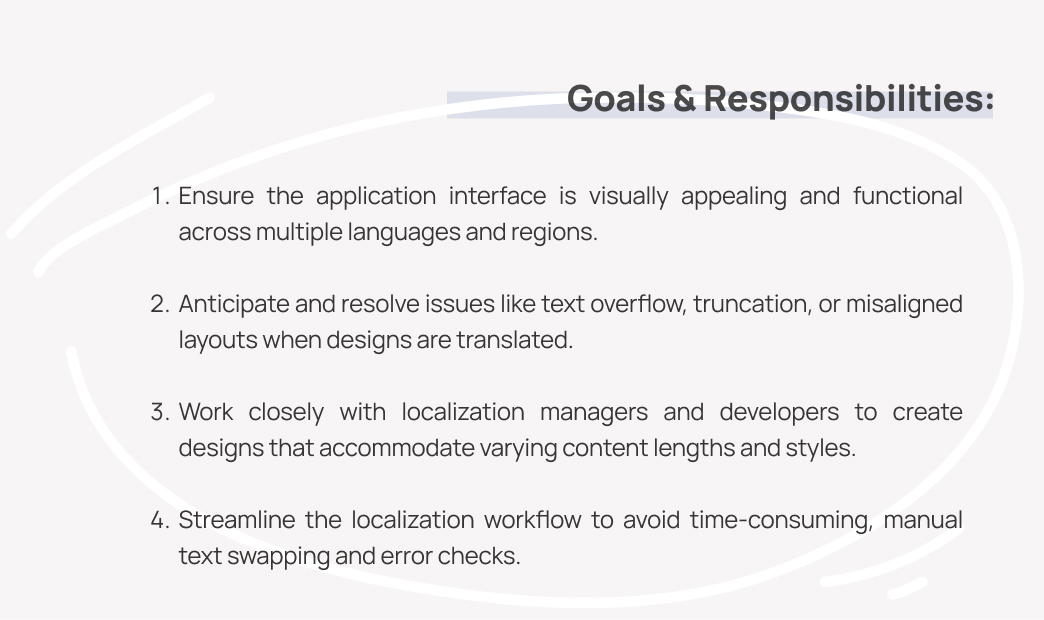 Goals & Responsibilities:
1. Ensure the application interface is visually appealing and functional
across multiple languages and regions.
2. Anticipate and resolve issues like text overflow, truncation, or misaligned
layouts when designs are translated.
3. Work closely with localization managers and developers to create
designs that accommodate varying content lengths and styles.
4. Streamline the localization workflow to avoid time-consuming, manual
text swapping and error checks.